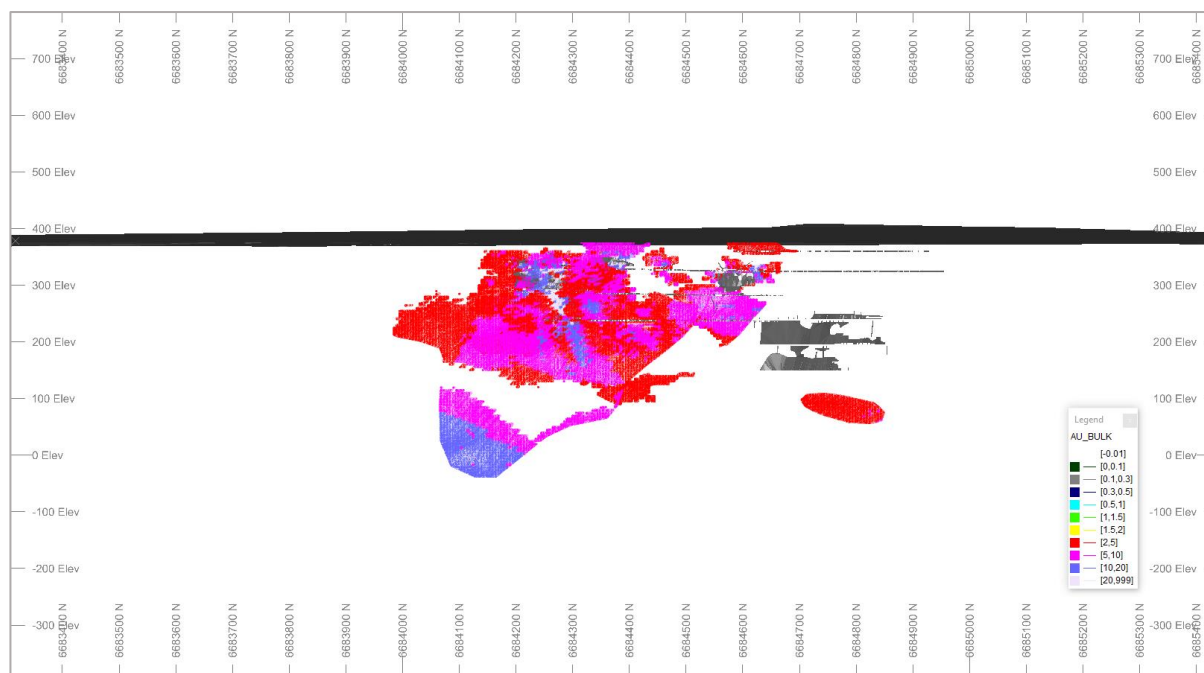 6683400 N 6683500 N 6683600 N 6683700 N 6683800 N 6683900 N 6684000 N 6684100 N 6684200 N 6684300 N 6684400 N 6684500 N 6684600 N 6684700 N 6684800 N 6684900 N 6685000 N 6685100 N 6685200 N 6685300 N 6685400 N
700 Elev 700 Elev
600 Elev 600 Elev
500 Elev 500 Elev
400 Elev 400 Elev
300 Elev 300 Elev
200 Elev 200 Elev
100 Elev 100 Elev
Legend
AU_BULK
[-0.01]
0 Elev 0 Elev
[0,0.1]
[0.1,0.3]
[0.3,0.5]
[0.5,1]
-100 Elev -100 Elev
[1,1.5]
[1.5,2]
[2,5]
[5,10]
[10,20]
-200 Elev -200 Elev
[20,999]
-300 Elev -300 Elev
6683400 N 6683500 N 6683600 N 6683700 N 6683800 N 6683900 N 6684000 N 6684100 N 6684200 N 6684300 N 6684400 N 6684500 N 6684600 N 6684700 N 6684800 N 6684900 N 6685000 N 6685100 N 6685200 N 6685300 N 6685400 N